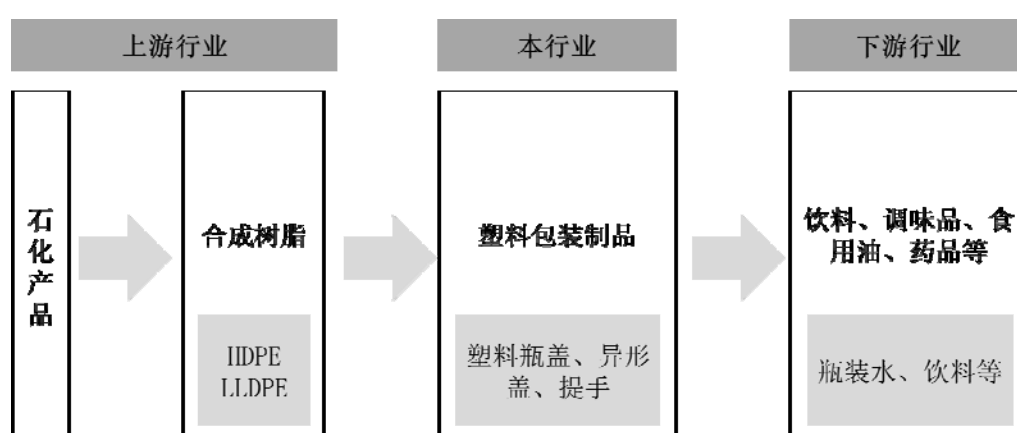 上游行业
本行业
下游行业
石
化
产
品
合成树脂
HDPE
LLDPE
塑料包装制品
塑料瓶盖、异形
盖、提手
饮料、调味品、食
用油、药品等
瓶装水、饮料等